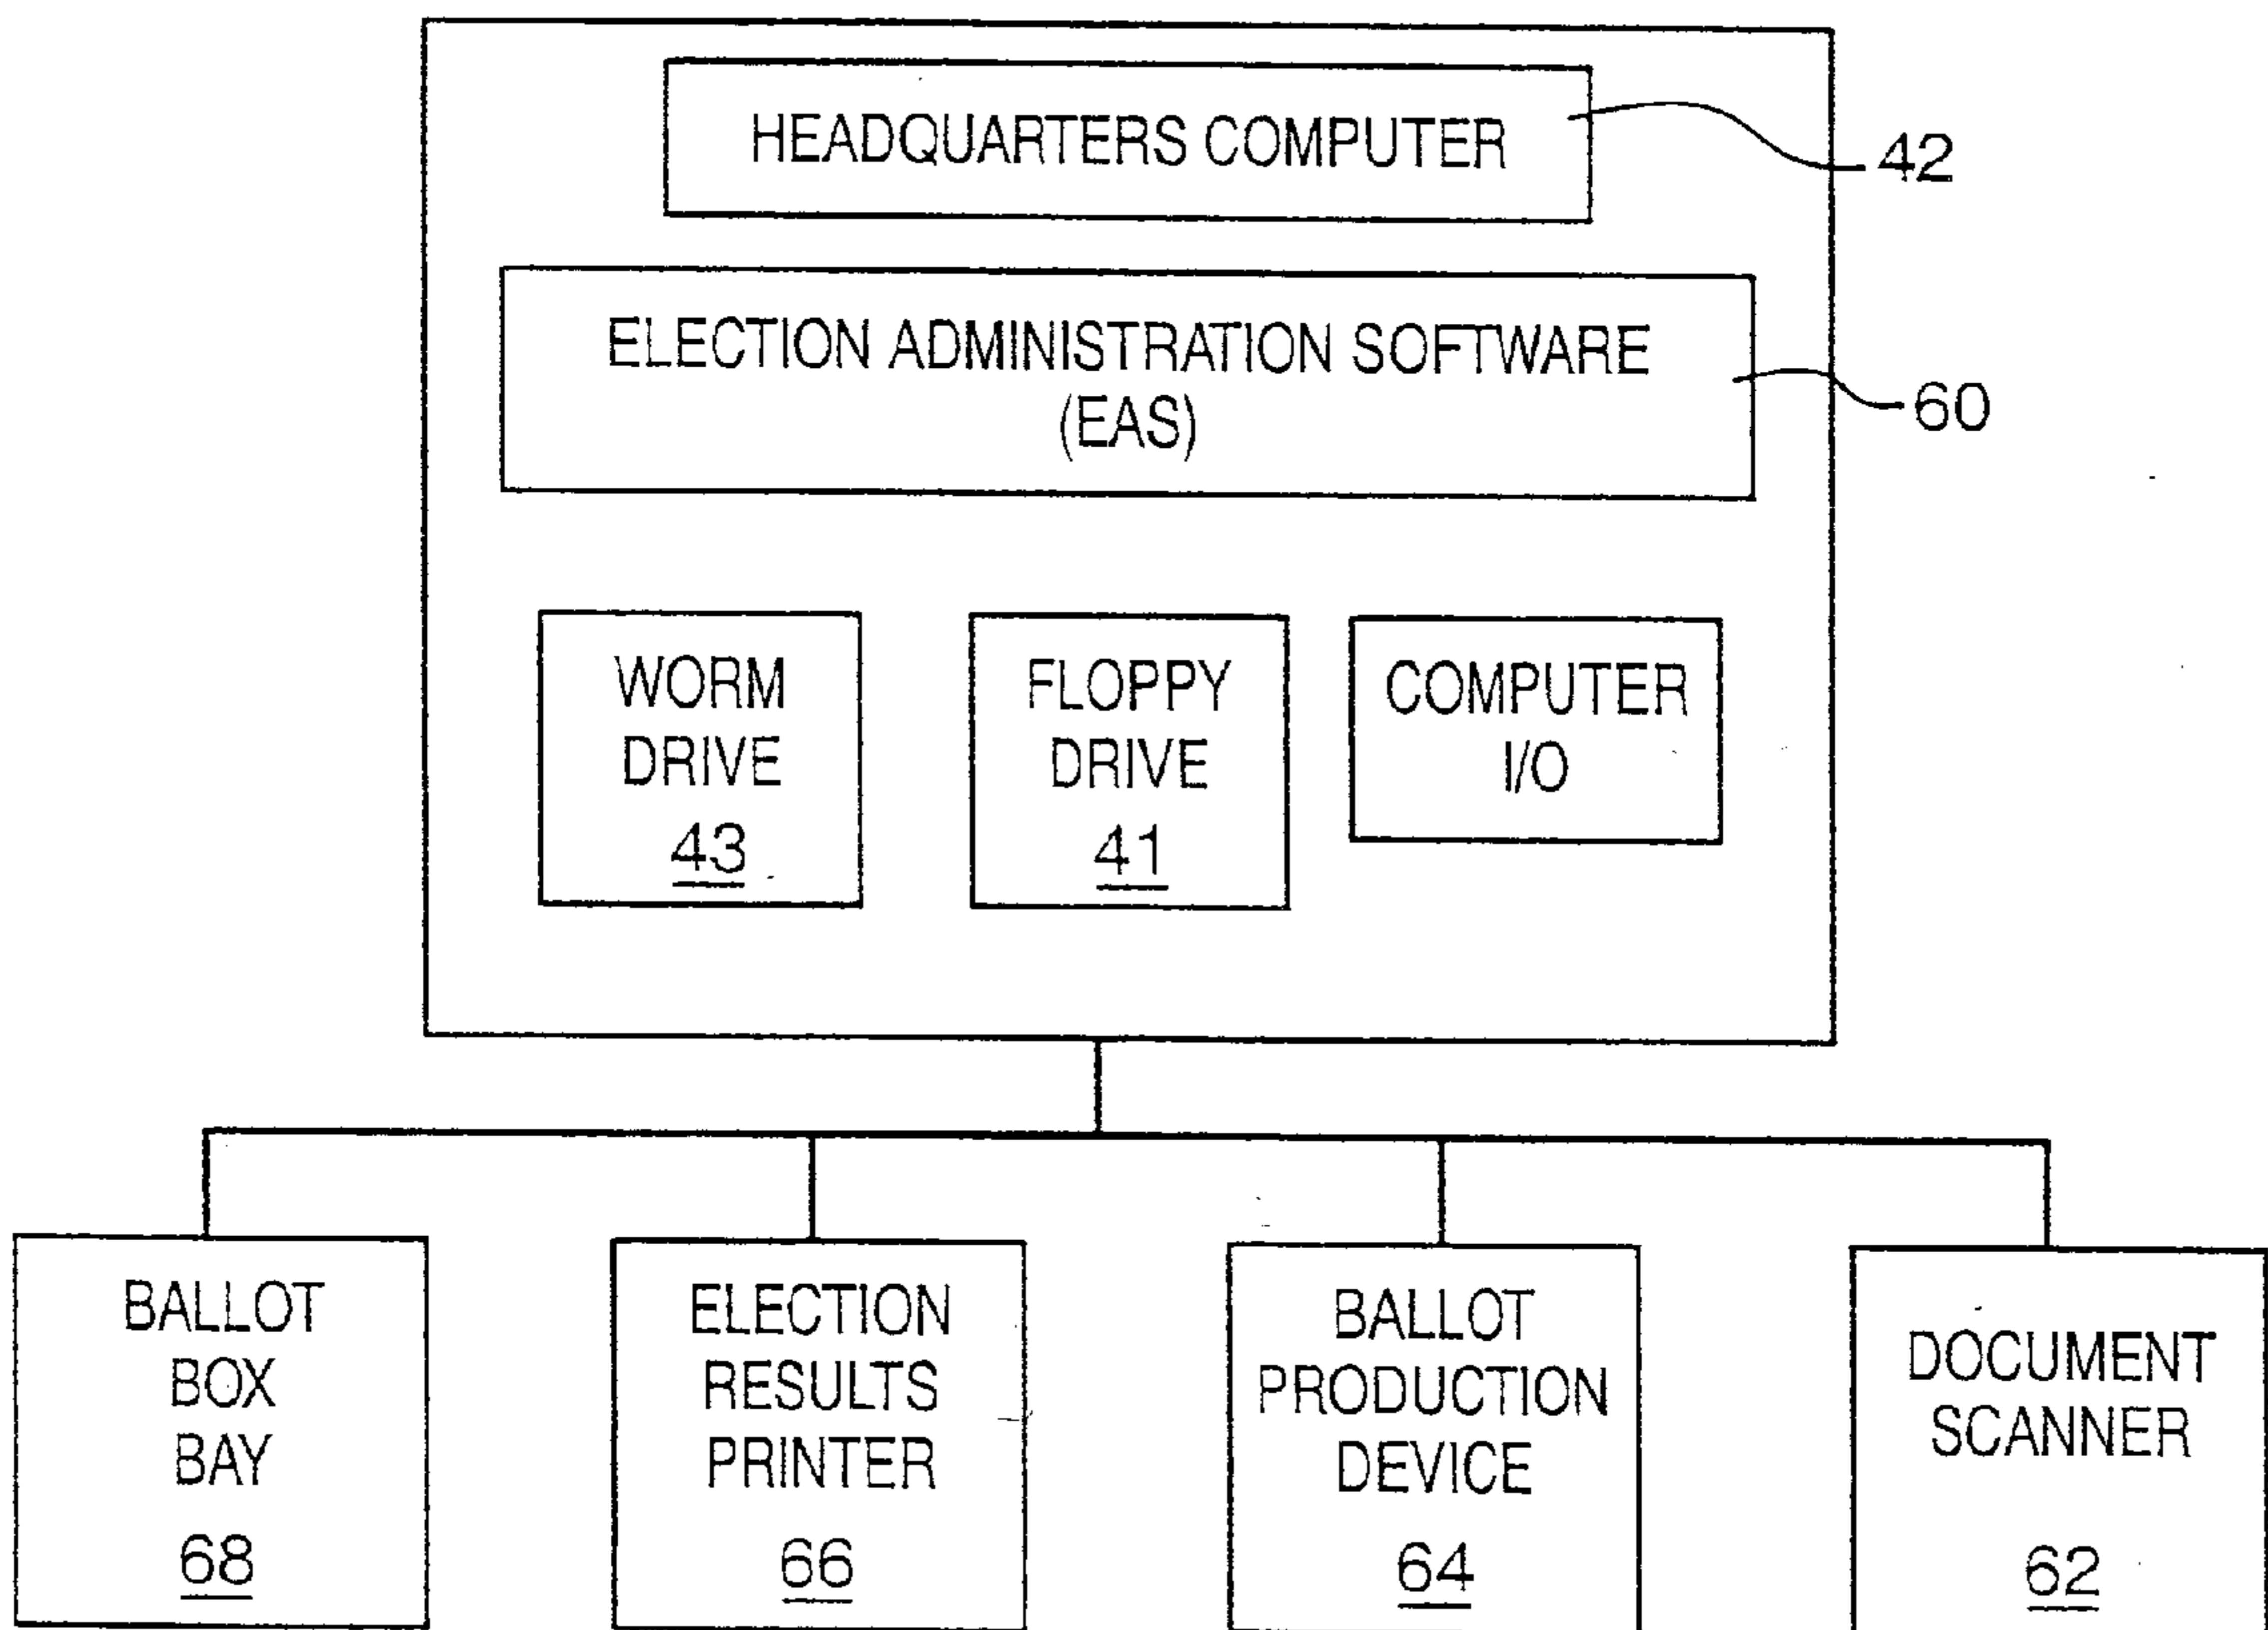 HEADQUARTERS COMPUTER
42
ELECTION ADMINISTRATION SOFTWARE
(EAS)
60
WORM
DRIVE
43
FLOPPY
DRIVE
41
COMPUTER
I/O
BALLOT
BOX
BAY
68
ELECTION
RESULTS
PRINTER
66
BALLOT
PRODUCTION
DEVICE
64
DOCUMENT
SCANNER
62